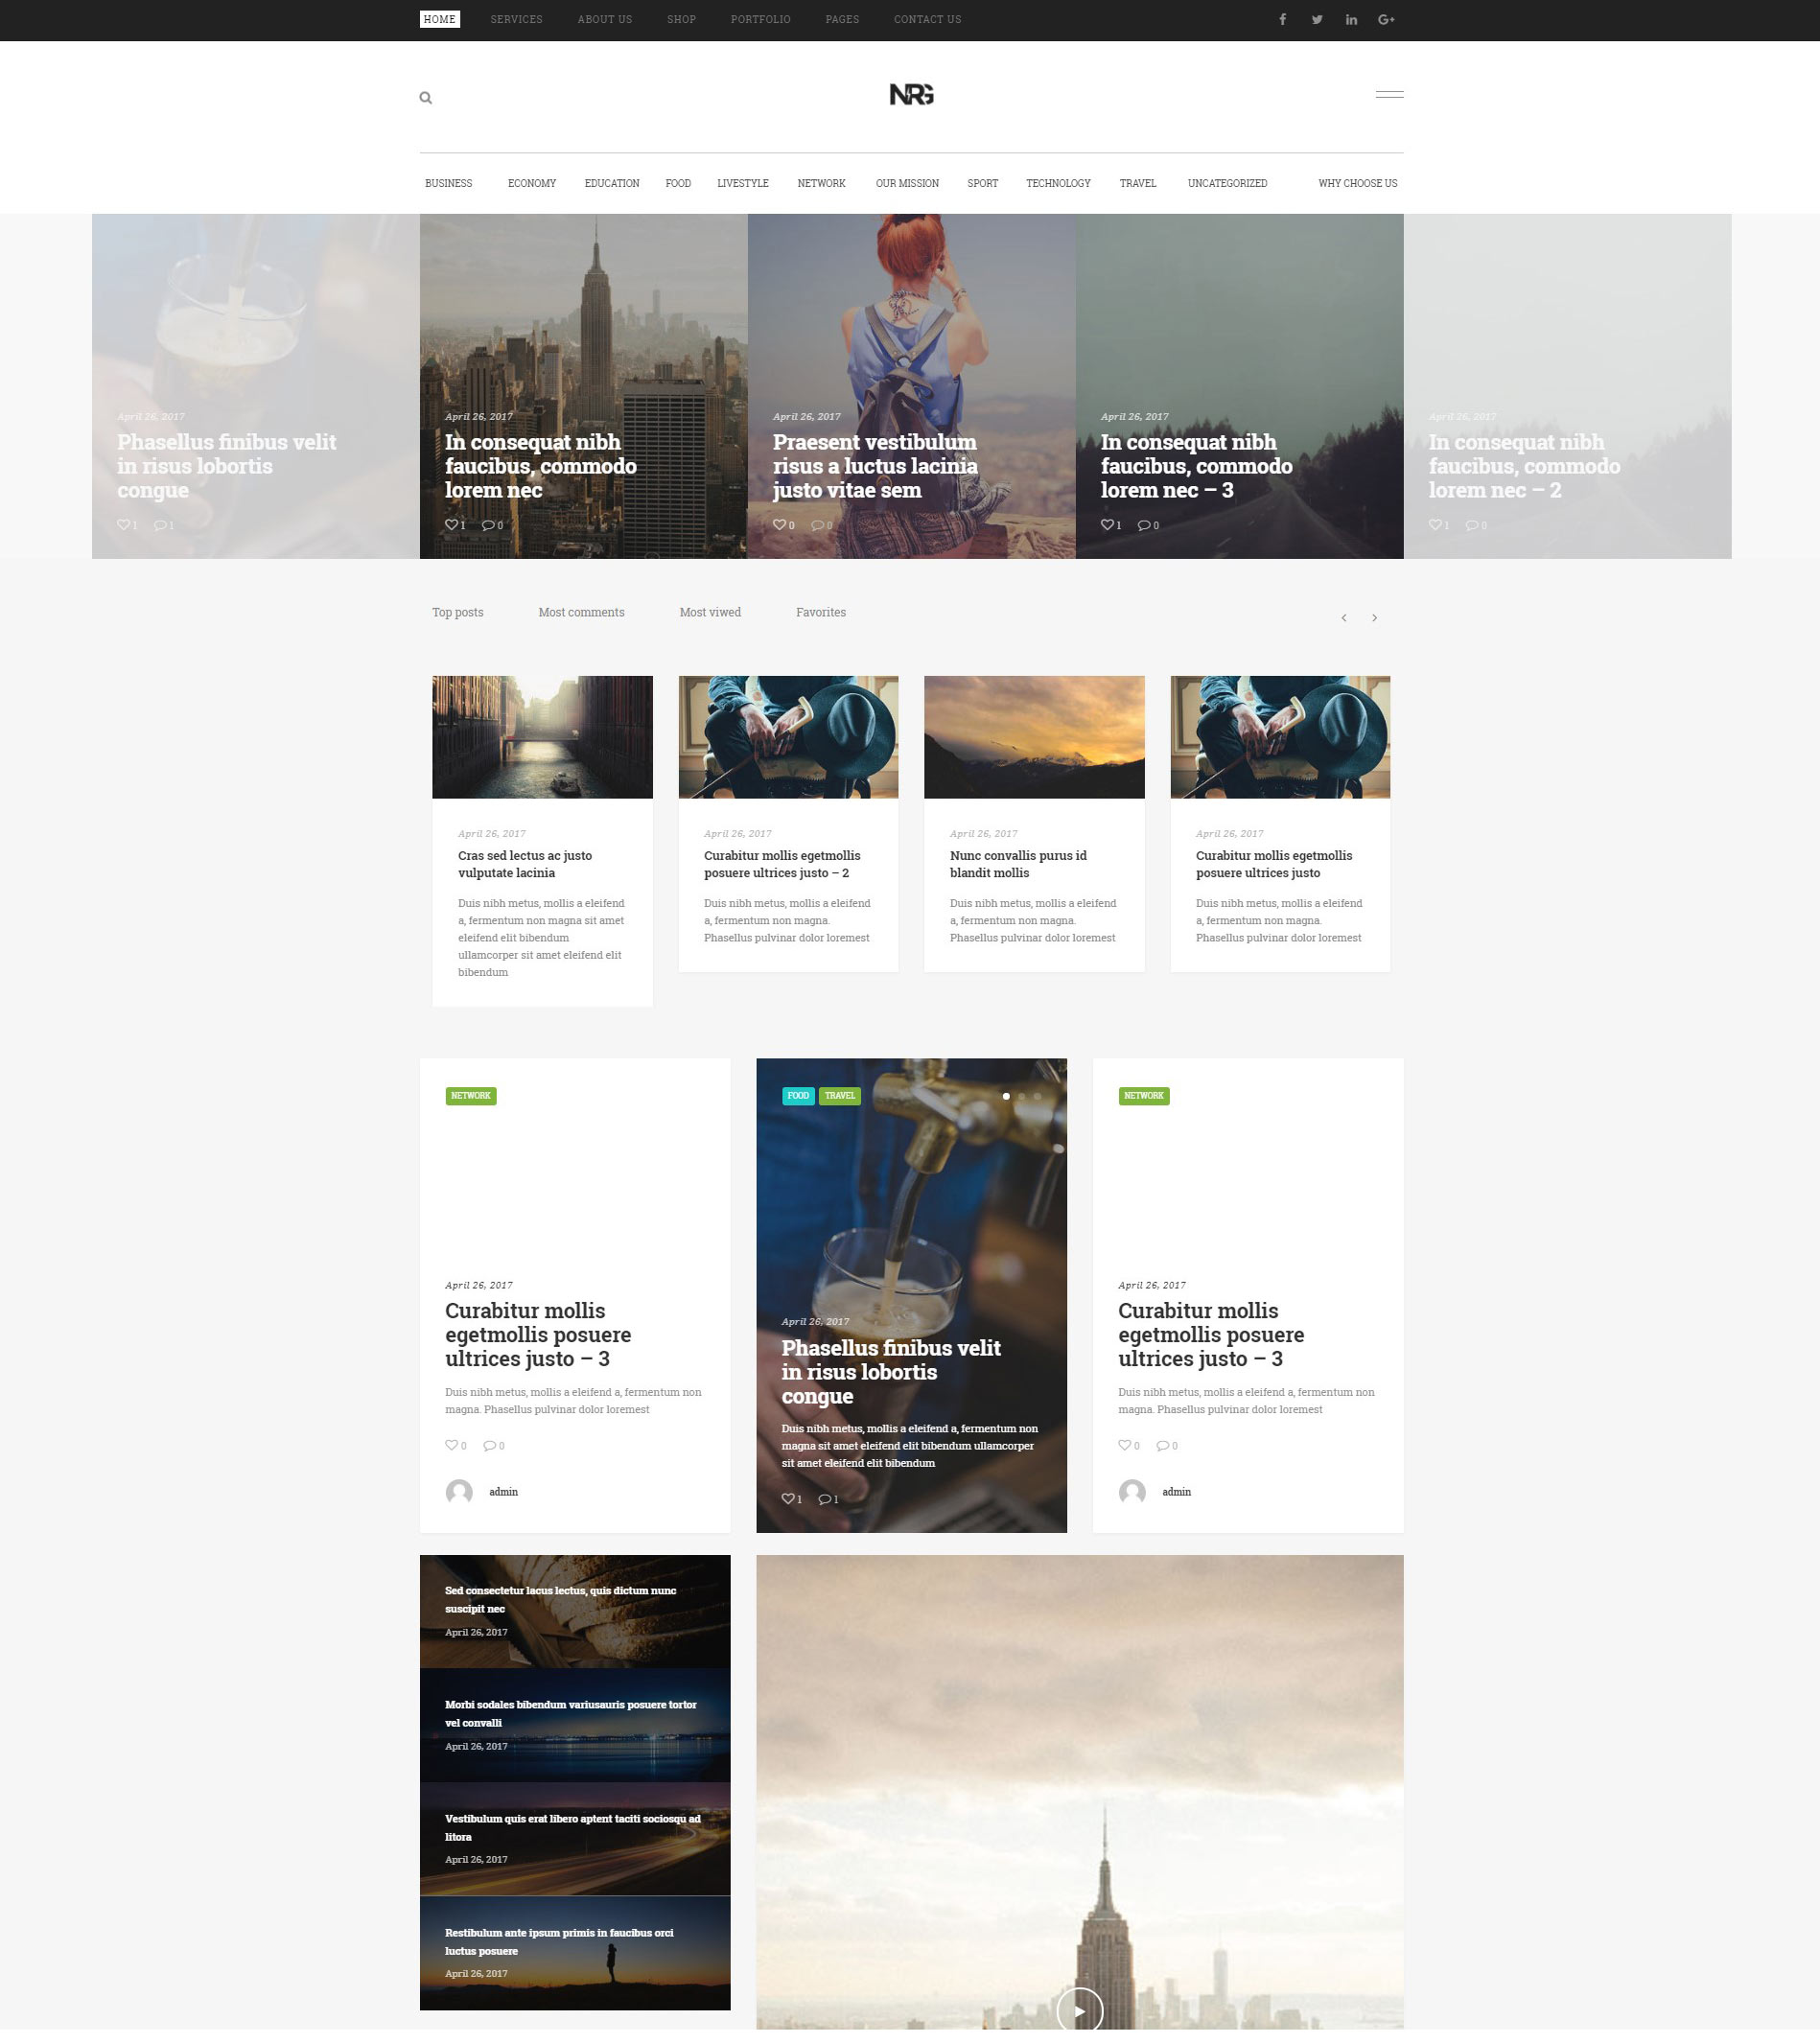 HOME SERVICES ABOUT US SHOP PORTFOLIO PAGES CONTACT US
NRG
BUSINESS ECONOMY EDUCATION FOOD LIVESTYLE NETWORK OUR MISSION SPORT TECHNOLOGY TRAVEL UNCATEGORIZED WHY CHOOSE US
April 26, 2017
Phasellus finibus velit
in risus lobortis
congue
1 1
April 26, 2017
In consequat nibh
faucibus, commodo
lorem nec
1 0
April 26, 2017
Praesent vestibulum
risus a luctus lacinia
justo vitae sem
0 0
April 26, 2017
In consequat nibh
faucibus, commodo
lorem nec – 3
1 0
April 26, 2017
In consequat nibh
faucibus, commodo
lorem nec – 2
1 0
Top posts Most comments Most viwed Favorites
April 26, 2017
Cras sed lectus ac justo
vulputate lacinia
Duis nibh metus, mollis a eleifend
a, fermentum non magna sit amet
eleifend elit bibendum
ullamcorper sit amet eleifend elit
bibendum
April 26, 2017
Curabitur mollis egetmollis
posuere ultrices justo – 2
Duis nibh metus, mollis a eleifend
a, fermentum non magna.
Phasellus pulvinar dolor loremest
April 26, 2017
Nunc convallis purus id
blandit mollis
Duis nibh metus, mollis a eleifend
a, fermentum non magna.
Phasellus pulvinar dolor loremest
April 26, 2017
Curabitur mollis egetmollis
posuere ultrices justo
Duis nibh metus, mollis a eleifend
a, fermentum non magna.
Phasellus pulvinar dolor loremest
NETWORK
April 26, 2017
Curabitur mollis
egetmollis posuere
ultrices justo – 3
Duis nibh metus, mollis a eleifend a, fermentum non
magna. Phasellus pulvinar dolor loremest
0 0
admin
FOOD TRAVEL
April 26, 2017
Phasellus finibus velit
in risus lobortis
congue
Duis nibh metus, mollis a eleifend a, fermentum non
magna sit amet eleifend elit bibendum ullamcorper
sit amet eleifend elit bibendum
1 1
NETWORK
April 26, 2017
Curabitur mollis
egetmollis posuere
ultrices justo – 3
Duis nibh metus, mollis a eleifend a, fermentum non
magna. Phasellus pulvinar dolor loremest
0 0
admin
Sed consectetur lacus lectus, quis dictum nunc
suscipit nec
April 26, 2017
Morbi sodales bibendum variusauris posuere tortor
vel convalli
April 26, 2017
Vestibulum quis erat libero aptent taciti sociosqu ad
litora
April 26, 2017
Restibulum ante ipsum primis in faucibus orci
luctus posuere
April 26, 2017